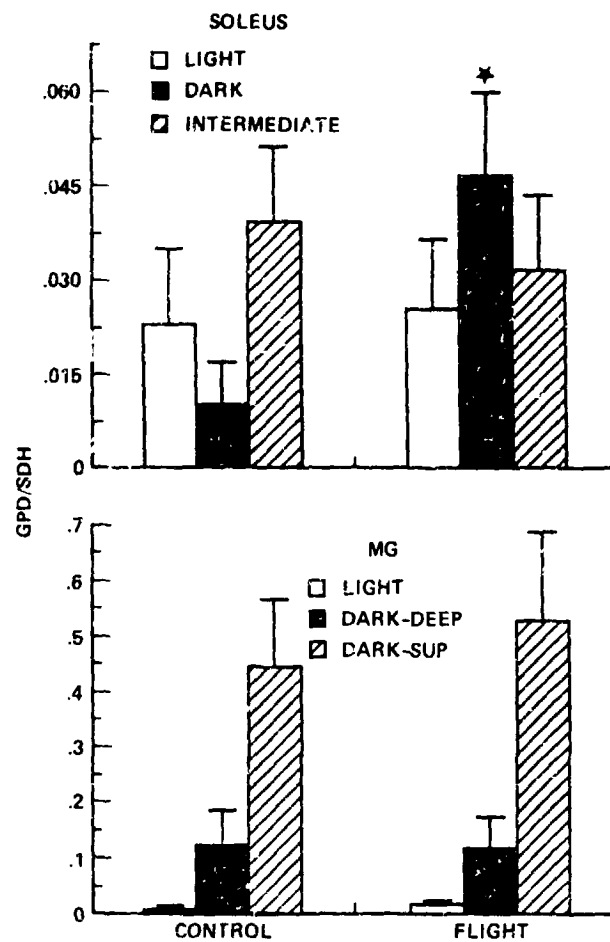 SOLEUS
LIGHT
DARK
INTERMEDIATE
★
.060
.045
.030
.015
0
GPD/SDH
MG
LIGHT
DARK-DEEP
DARK-SUP
.7
.6
.5
.4
.3
.2
.1
0
CONTROL FLIGHT